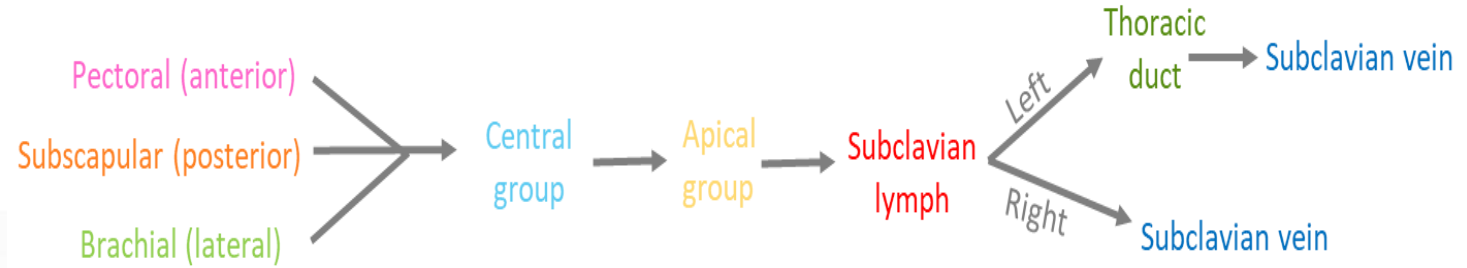 Pectoral (anterior)
Subscapular (posterior)
Brachial (lateral)
Central
group
Apical
group
Subclavian
lymph
Left
Right
Thoracic
duct
Subclavian vein
Subclavian vein